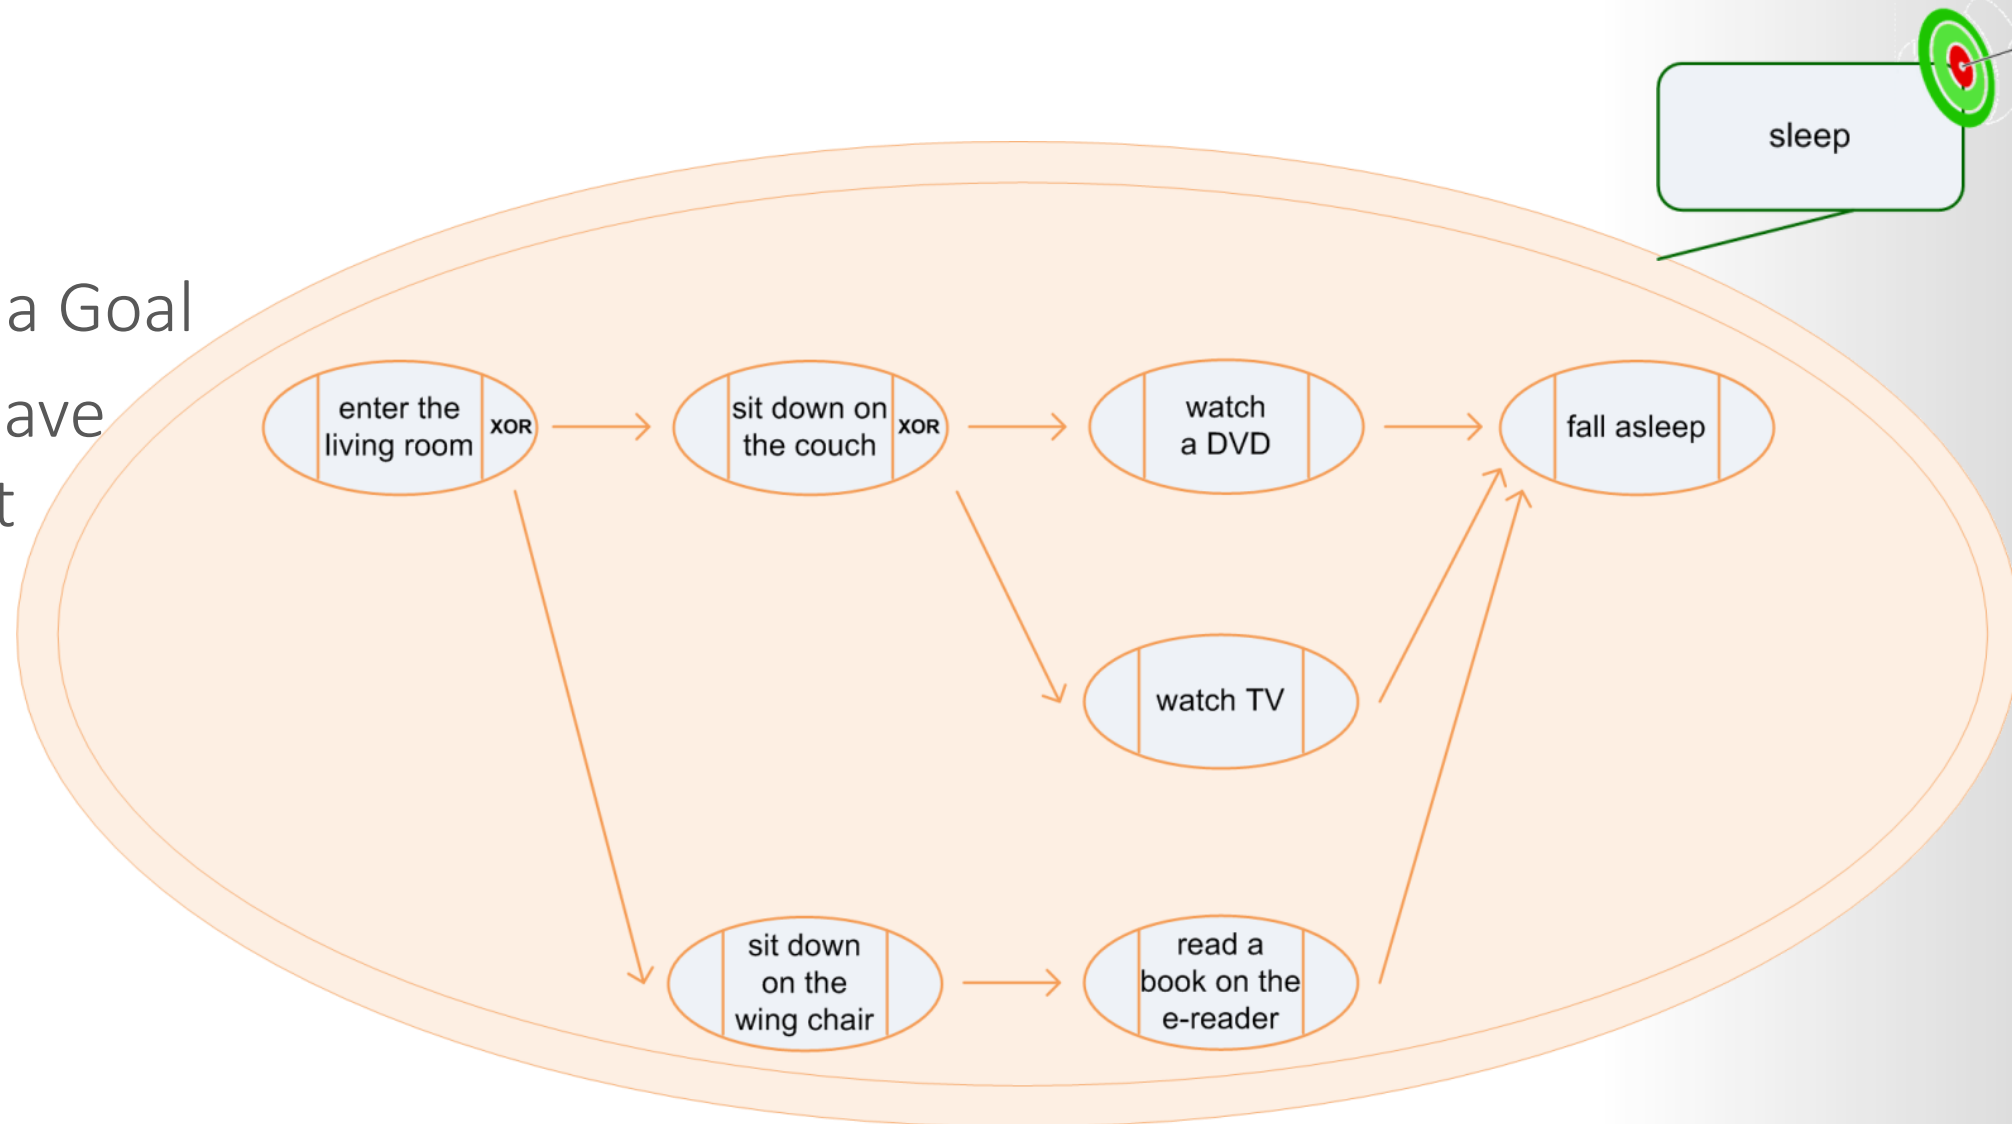 sleep
a Goal
ave
t
enter the
living room
XOR
sit down on
the couch
XOR
watch
a DVD
fall asleep
watch TV
sit down
on the
wing chair
read a
book on the
e-reader